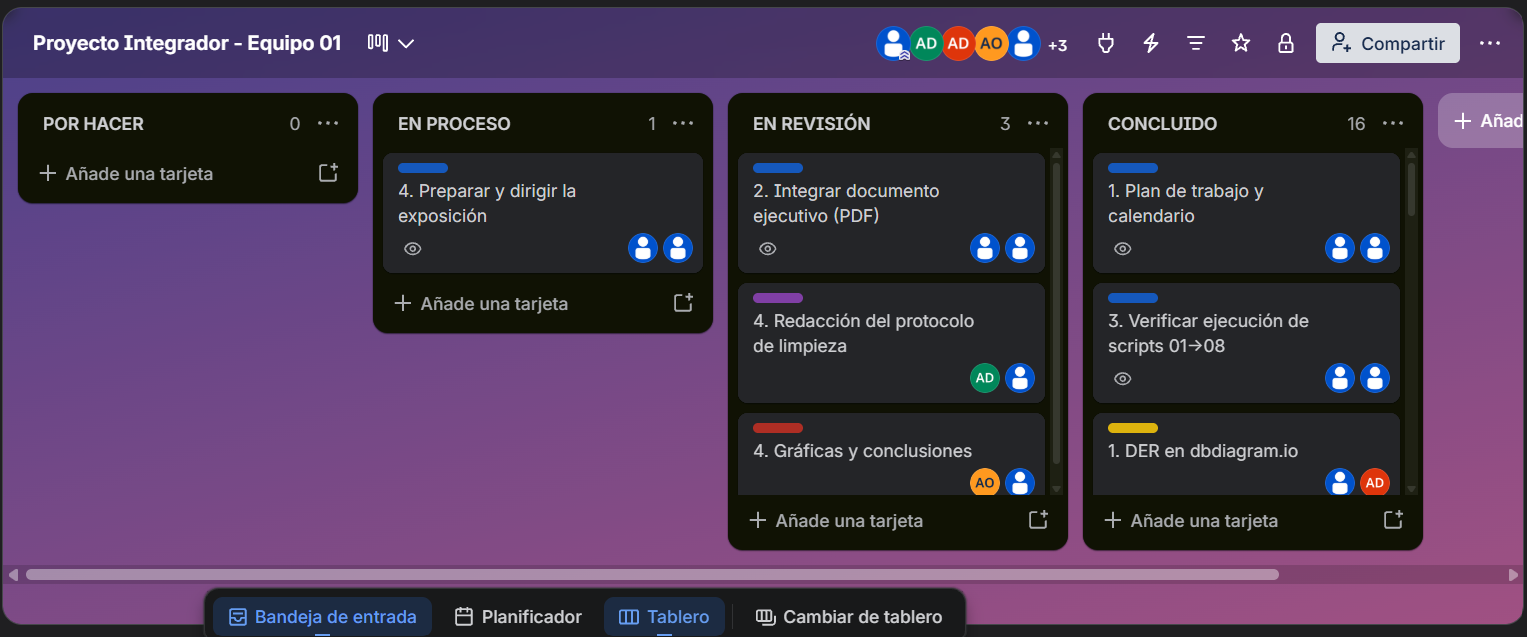 Proyecto Integrador - Equipo 01
AD
AD
AO
+3
Compartir
POR HACER 0
Añade una tarjeta
EN PROCESO 1
4. Preparar y dirigir la
exposición
Añade una tarjeta
EN REVISIÓN 3
2. Integrar documento
ejecutivo (PDF)
4. Redacción del protocolo
de limpieza
AD
4. Gráficas y conclusiones
AO
Añade una tarjeta
CONCLUIDO 16
1. Plan de trabajo y
calendario
3. Verificar ejecución de
scripts 01→08
1. DER en dbdiagram.io
AD
Añade una tarjeta
Añad
Bandeja de entrada
Planificador
Tablero
Cambiar de tablero